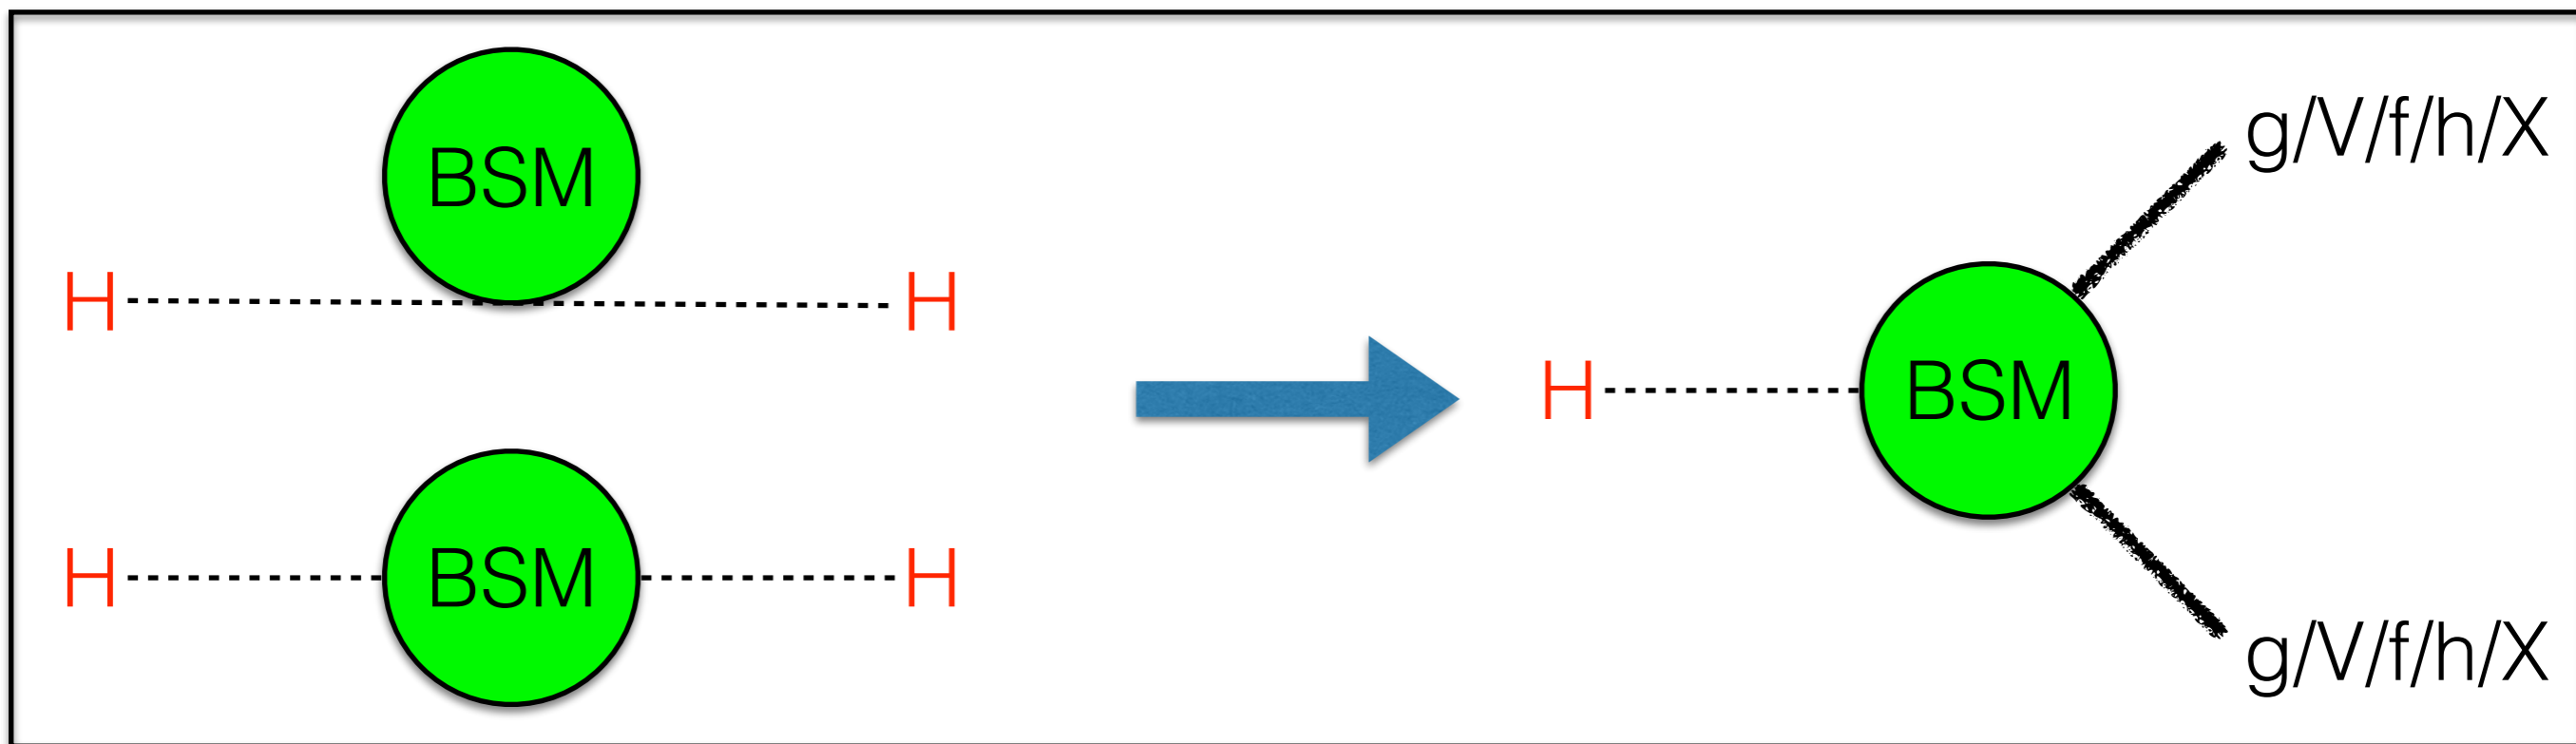 BSM
H H
H BSM H
H BSM
g/V/f/h/X
g/V/f/h/X